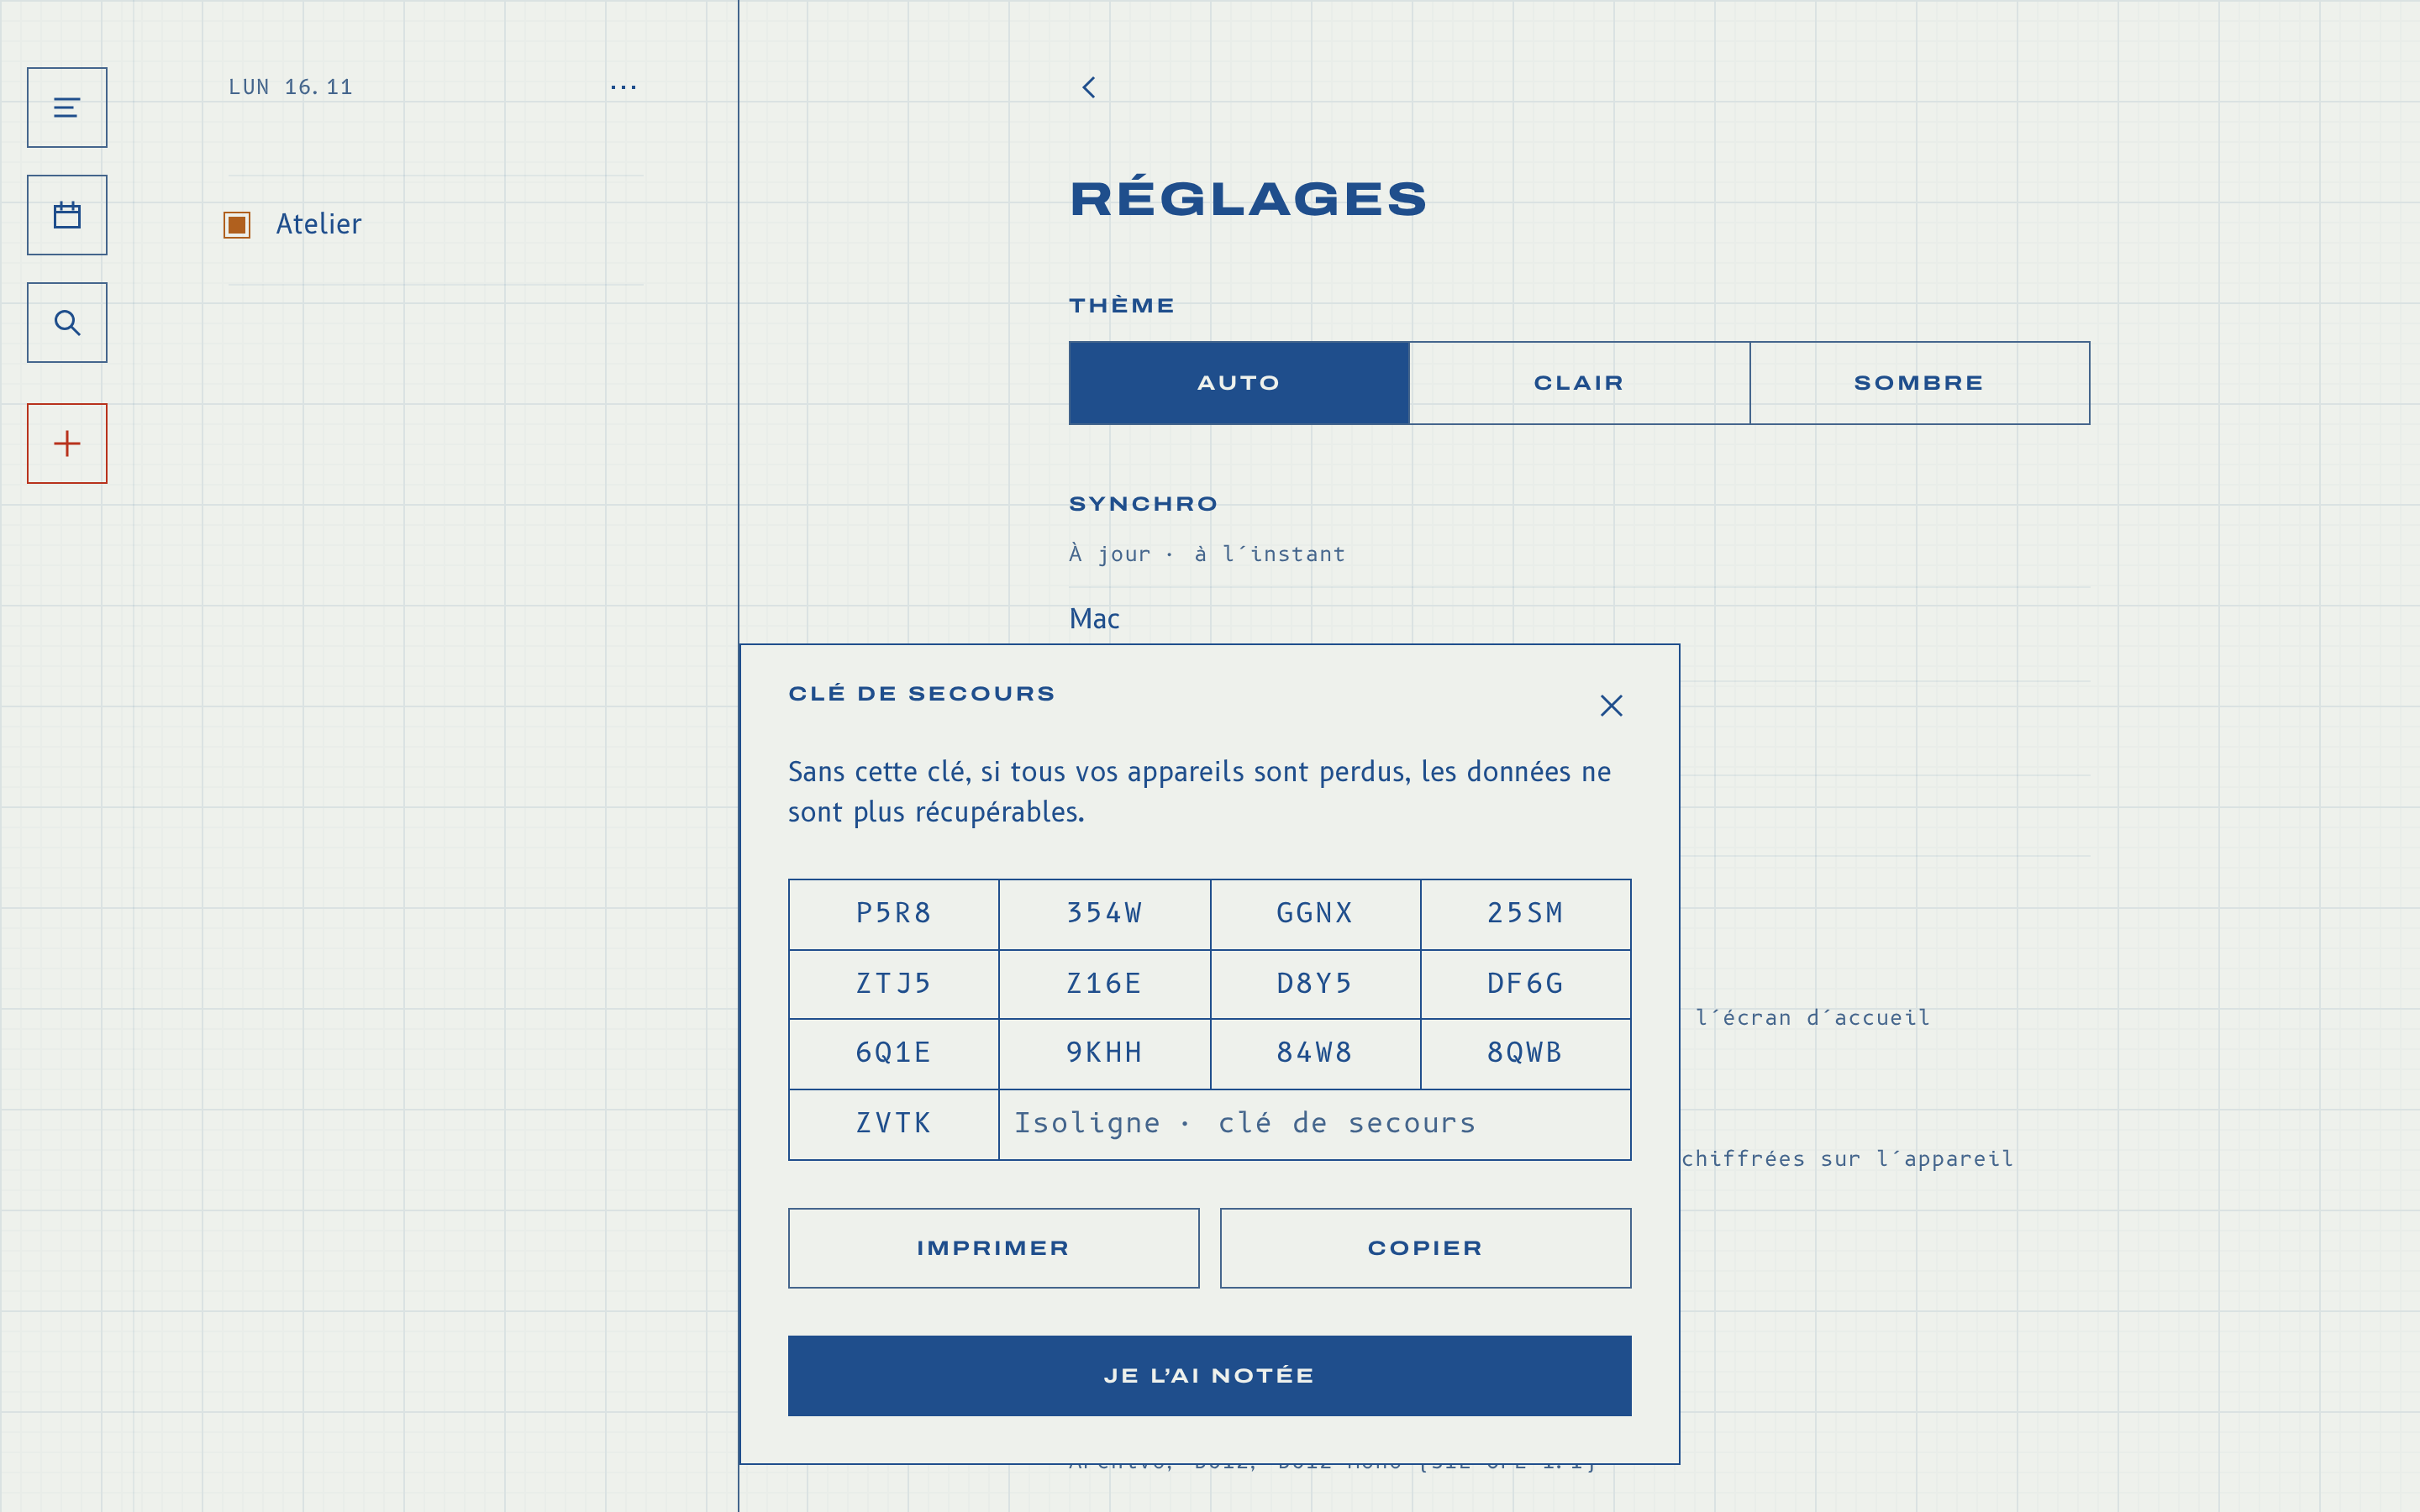 LUN 16.11
Atelier
RÉGLAGES
THÈME
AUTO CLAIR SOMBRE
SYNCHRO
À jour · à l´instant
Mac
CLÉ DE SECOURS
Sans cette clé, si tous vos appareils sont perdus, les données ne
sont plus récupérables.
P5R8 354W GGNX 25SM
ZTJ5 Z16E D8Y5 DF6G
l´écran d´accueil
6Q1E 9KHH 84W8 8QWB
ZVTK Isoligne · clé de secours
chiffrées sur l´appareil
IMPRIMER COPIER
JE L’AI NOTÉE